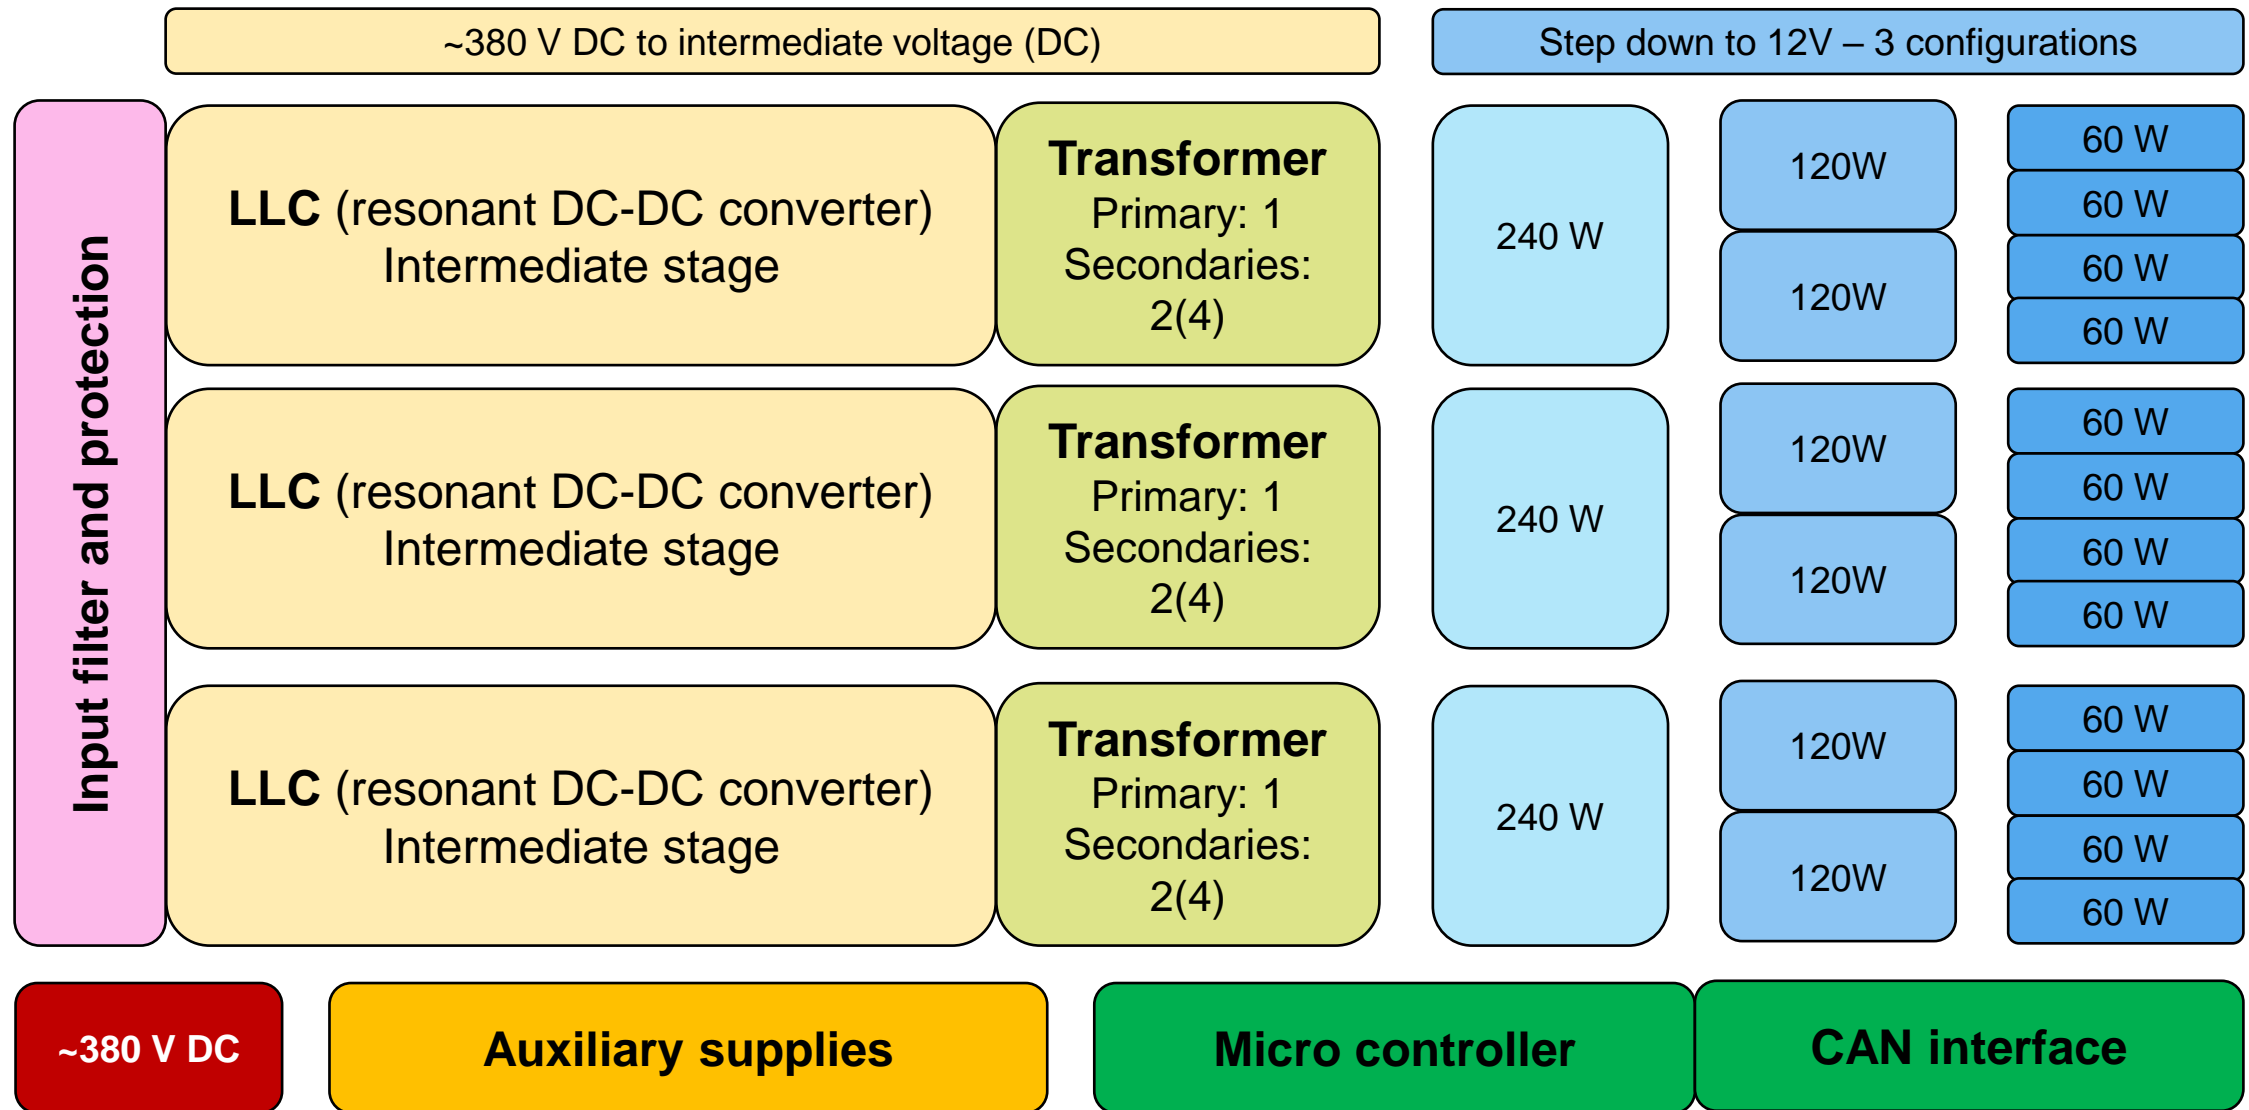 ~380 V DC to intermediate voltage (DC)
Step down to 12V – 3 configurations
Input filter and protection
LLC (resonant DC-DC converter)
Intermediate stage
Transformer
Primary: 1
Secondaries:
2(4)
240 W
120W
120W
60 W
60 W
60 W
60 W
LLC (resonant DC-DC converter)
Intermediate stage
Transformer
Primary: 1
Secondaries:
2(4)
240 W
120W
120W
60 W
60 W
60 W
60 W
LLC (resonant DC-DC converter)
Intermediate stage
Transformer
Primary: 1
Secondaries:
2(4)
240 W
120W
120W
60 W
60 W
60 W
60 W
~380 V DC
Auxiliary supplies
Micro controller
CAN interface